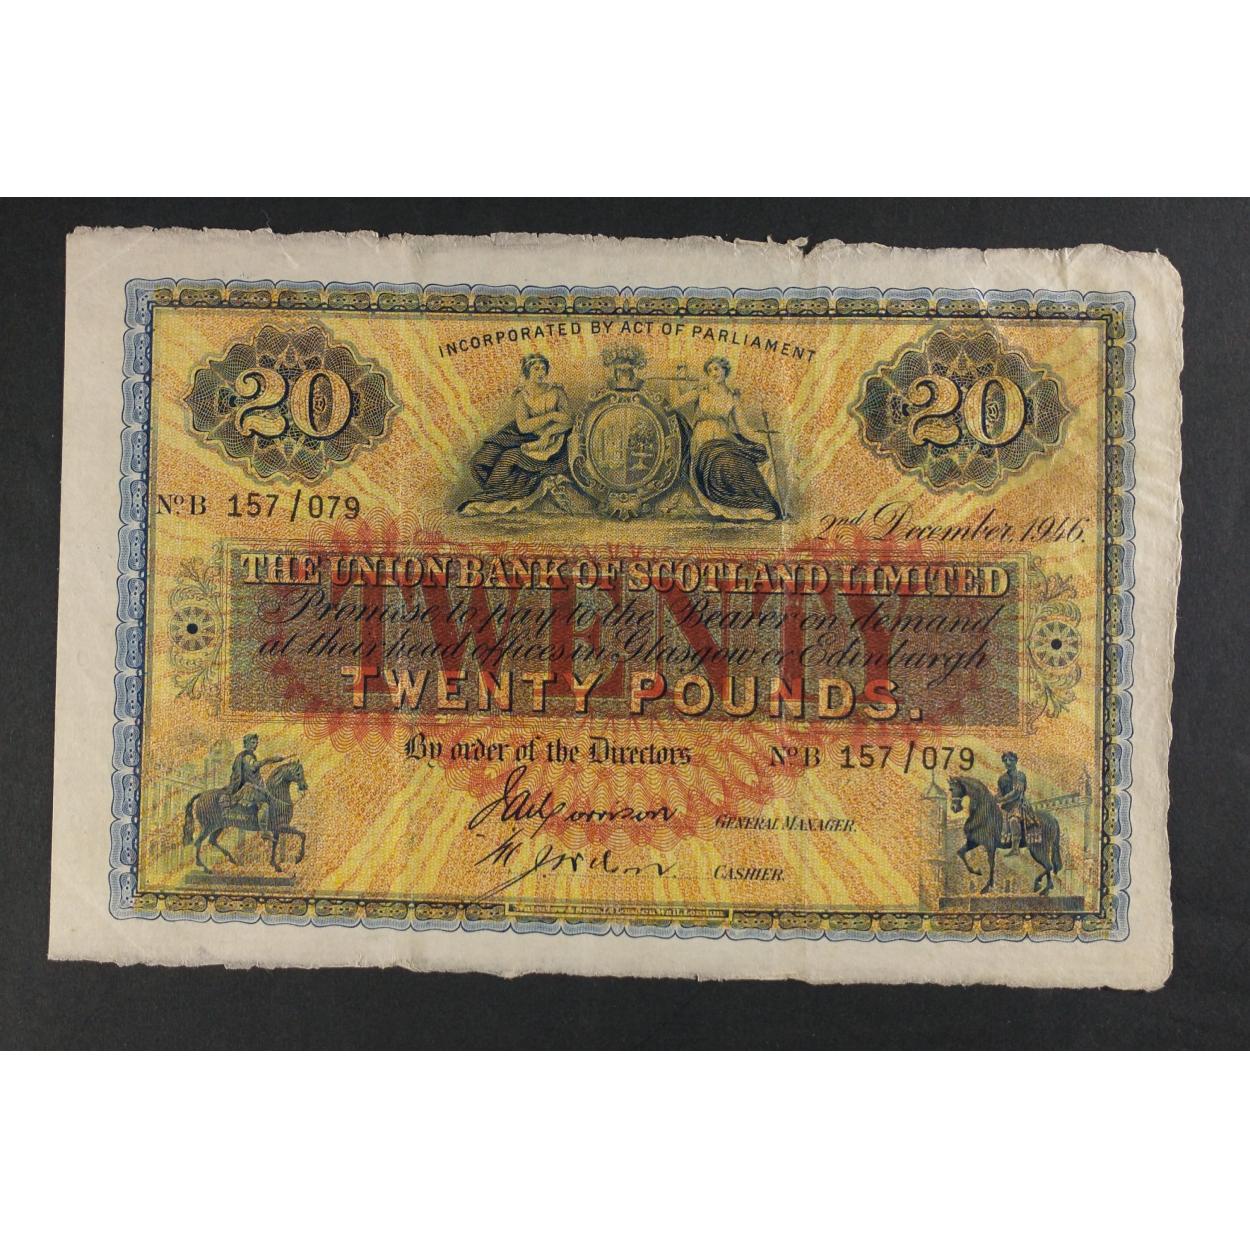 INCORPORATED BY ACT OF PARLIAMENT
20 20
No. B 157/079
2nd December, 1946.
THE UNION BANK OF SCOTLAND LIMITED
Promise to pay to the Bearer on demand
at their head offices in Glasgow or Edinburgh
TWENTY
TWENTY POUNDS.
By order of the Directors No. B 157/079
GENERAL MANAGER.
CASHIER.